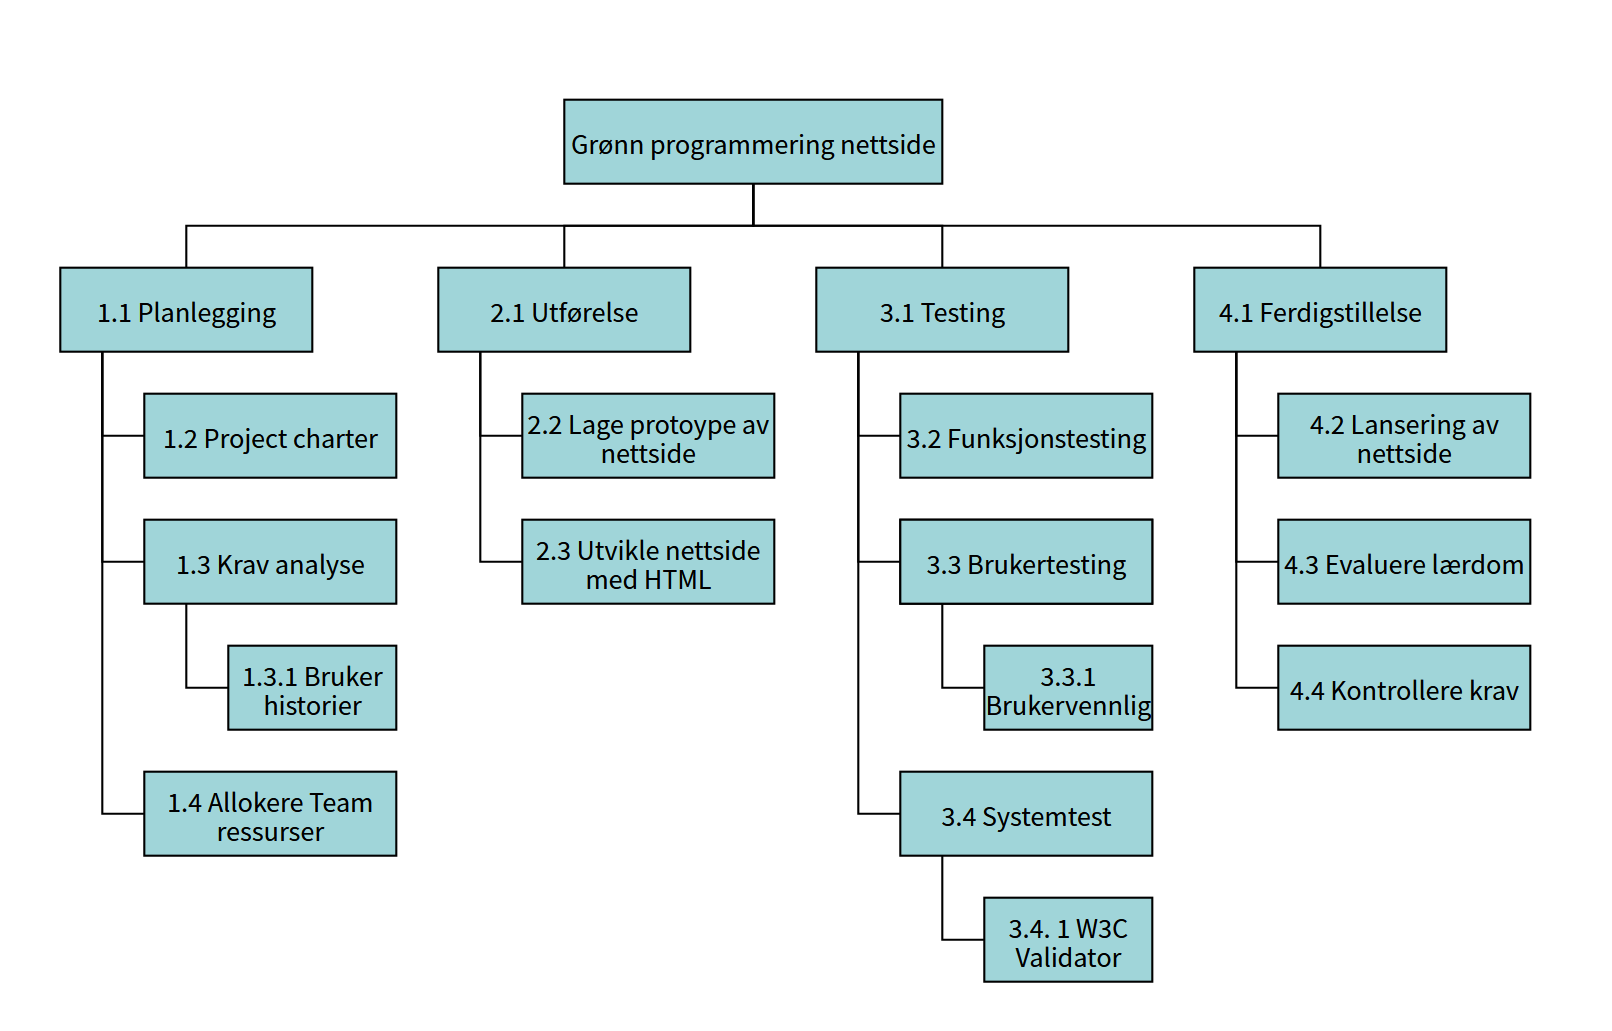 Grønn programmering nettside
1.1 Planlegging
2.1 Utførelse
3.1 Testing
4.1 Ferdigstillelse
1.2 Project charter
2.2 Lage protoype av
nettside
3.2 Funksjonstesting
4.2 Lansering av
nettside
1.3 Krav analyse
2.3 Utvikle nettside
med HTML
3.3 Brukertesting
4.3 Evaluere lærdom
1.3.1 Bruker
historier
3.3.1
Brukervennlig
4.4 Kontrollere krav
1.4 Allokere Team
ressurser
3.4 Systemtest
3.4. 1 W3C
Validator